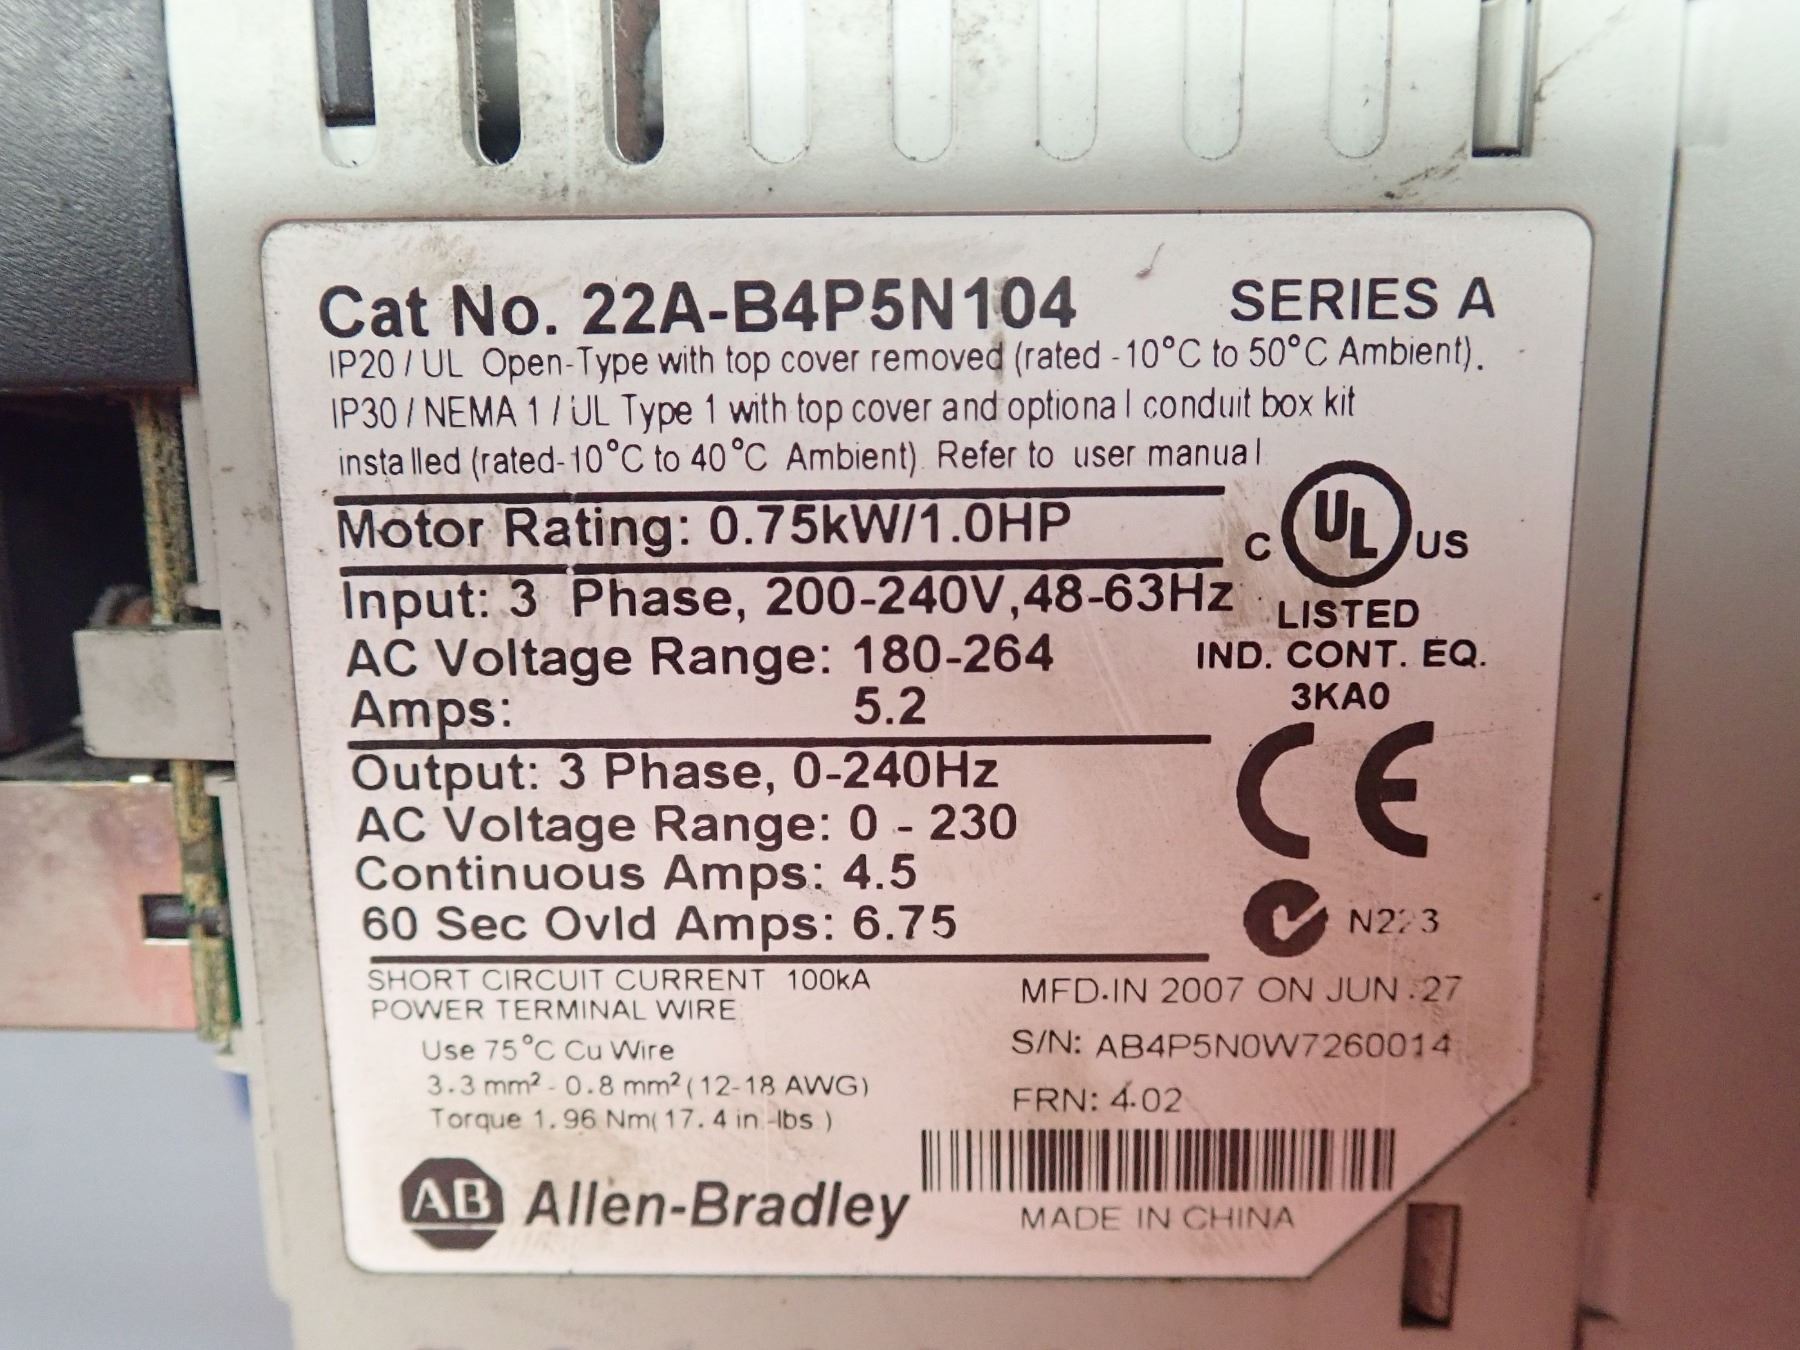 Cat No. 22A-B4P5N104 SERIES A
IP20 / UL Open-Type with top cover removed (rated -10°C to 50°C Ambient).
IP30 / NEMA 1 / UL Type 1 with top cover and optional conduit box kit
installed (rated-10°C to 40°C Ambient). Refer to user manual
Motor Rating: 0.75kW/1.0HP
C UL US
Input: 3 Phase, 200-240V,48-63Hz
LISTED
AC Voltage Range: 180-264
IND. CONT. EQ.
Amps: 5.2
3KA0
CE
Output: 3 Phase, 0-240Hz
AC Voltage Range: 0 - 230
Continuous Amps: 4.5
60 Sec Ovld Amps: 6.75
SHORT CIRCUIT CURRENT 100kA
POWER TERMINAL WIRE
Use 75°C Cu Wire
3.3 mm² - 0.8 mm² (12-18 AWG)
Torque 1.96 Nm(17.4 in.-lbs.)
MFD.IN 2007 ON JUN.27
S/N: AB4P5N0W7260014
FRN: 4.02
AB Allen-Bradley
MADE IN CHINA